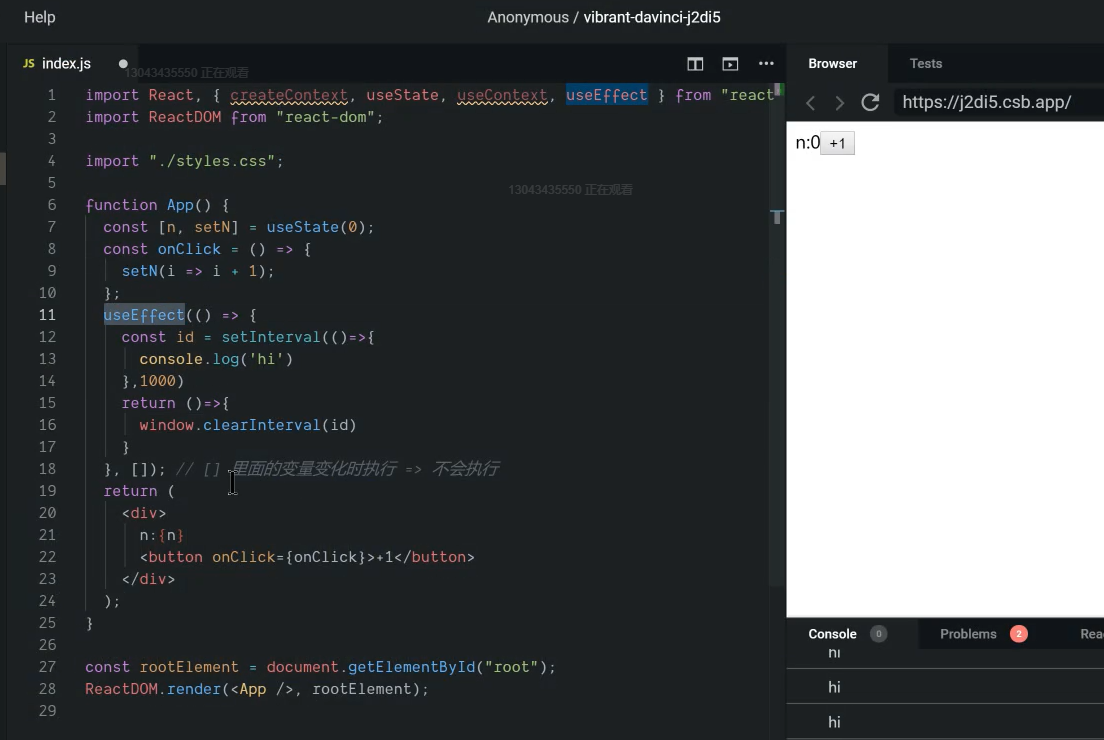 Help
Anonymous / vibrant-davinci-j2di5
JS index.js
13043435550 正在观看
Browser
Tests
https://j2di5.csb.app/
n:0 +1
1 import React, { createContext, useState, useContext, useEffect } from "react
2 import ReactDOM from "react-dom";
3
4 import "./styles.css";
5
13043435550 正在观看
6 function App() {
7 const [n, setN] = useState(0);
8 const onClick = () => {
9 setN(i => i + 1);
10 };
11 useEffect(() => {
12 const id = setInterval(()=>{
13 console.log('hi')
14 },1000)
15 return ()=>{
16 window.clearInterval(id)
17 }
18 }, []); // [] 里面的变量变化时执行 => 不会执行
19 return (
20 <div>
21 n:{n}
22 <button onClick={onClick}>+1</button>
23 </div>
24 );
25 }
26
27 const rootElement = document.getElementById("root");
28 ReactDOM.render(<App />, rootElement);
29
Console 0
Problems 2
Rea
hi
hi
hi